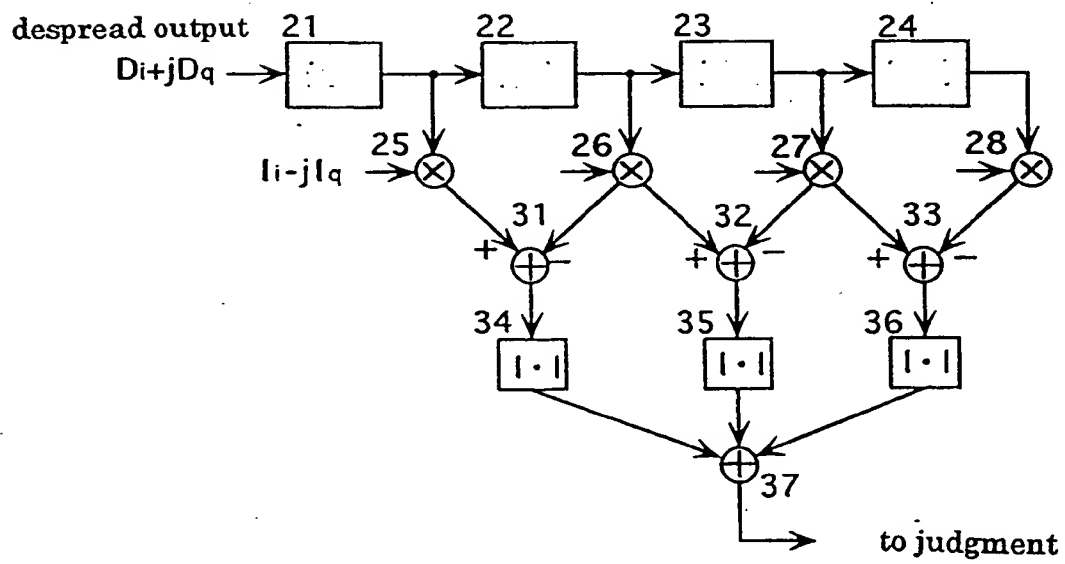 despread output 21 22 23 24
Di+jDq
Ii-jIq 25 26 27 28
31 32 33
+ − + − + −
34 35 36
|·| |·| |·|
37
to judgment